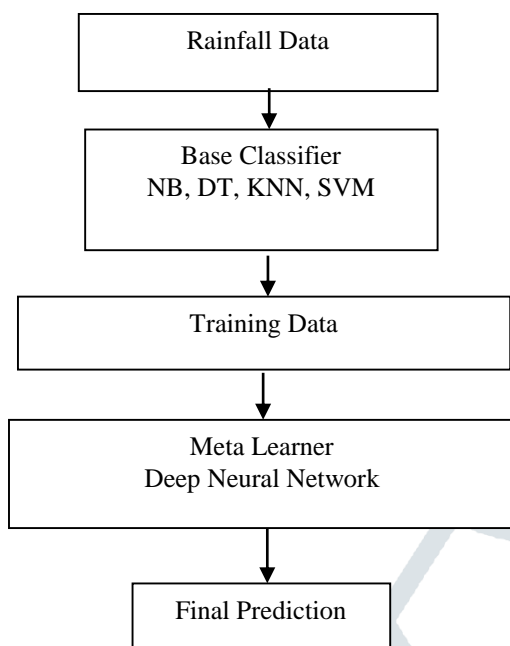 Rainfall Data
Base Classifier
NB, DT, KNN, SVM
Training Data
Meta Learner
Deep Neural Network
Final Prediction